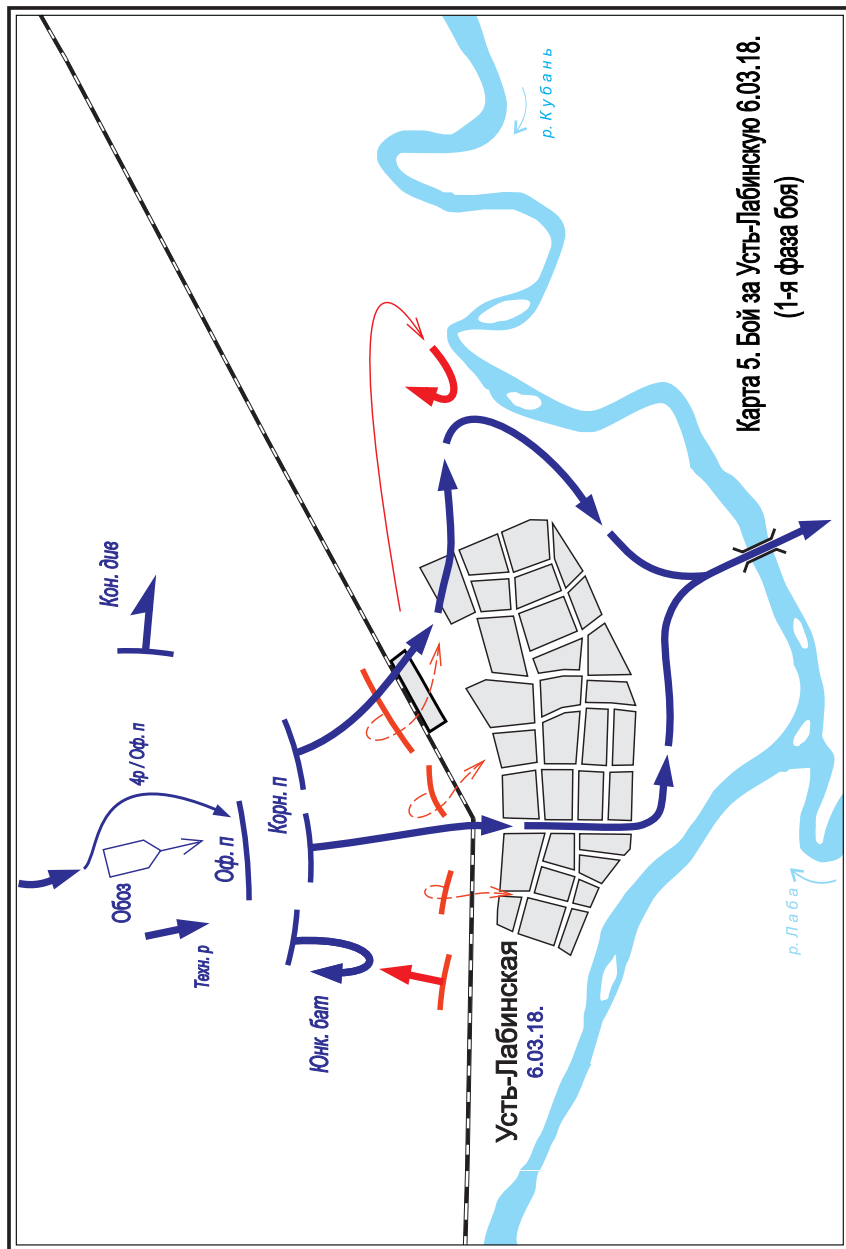 Кон. див
4р / Оф. п
Обоз
Оф. п
Корн. п
Техн. р
Юнк. бат
Усть-Лабинская
6.03.18.
р. Кубань
р. Лаба
Карта 5. Бой за Усть-Лабинскую 6.03.18.
(1-я фаза боя)